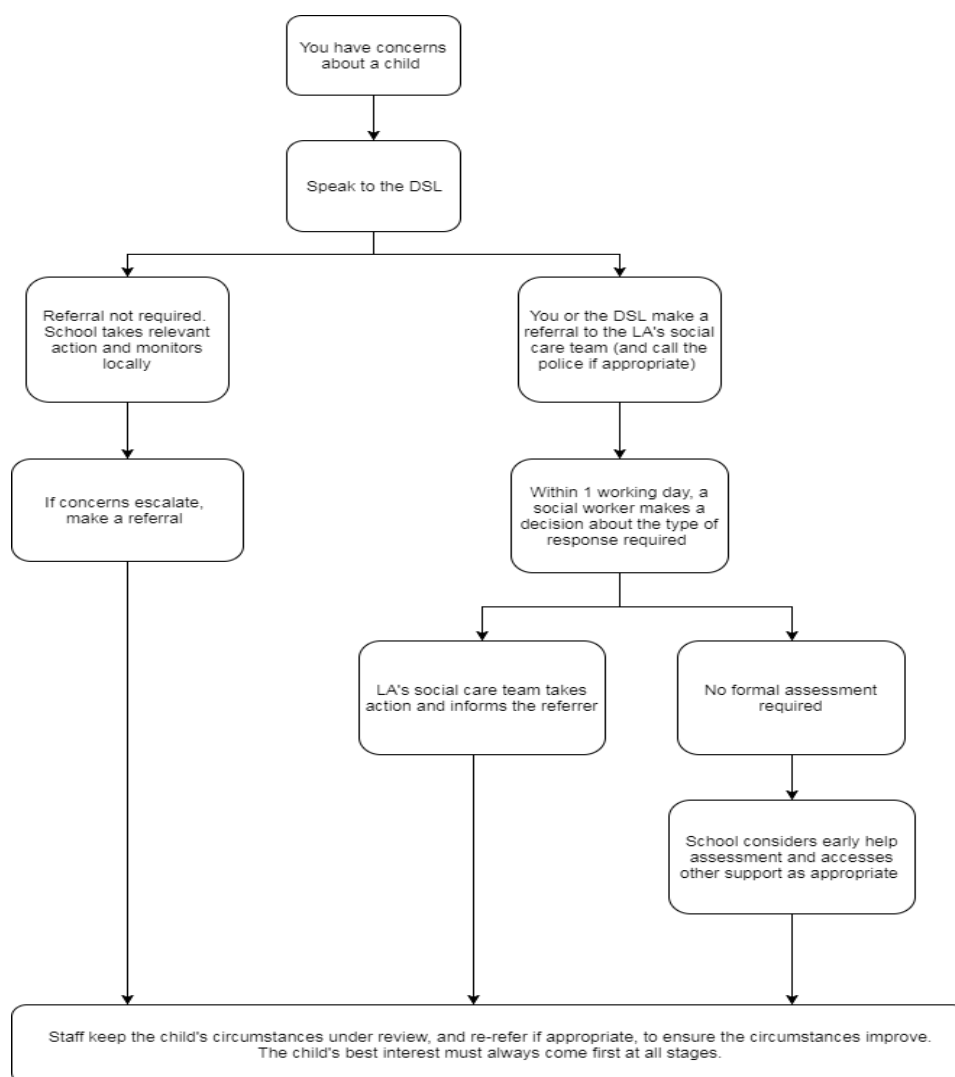 You have concerns
about a child
Speak to the DSL
Referral not required.
School takes relevant
action and monitors
locally
You or the DSL make a
referral to the LA's social
care team (and call the
police if appropriate)
If concerns escalate,
make a referral
Within 1 working day, a
social worker makes a
decision about the type of
response required
LA's social care team takes
action and informs the referrer
No formal assessment
required
School considers early help
assessment and accesses
other support as appropriate
Staff keep the child's circumstances under review, and re-refer if appropriate, to ensure the circumstances improve.
The child's best interest must always come first at all stages.